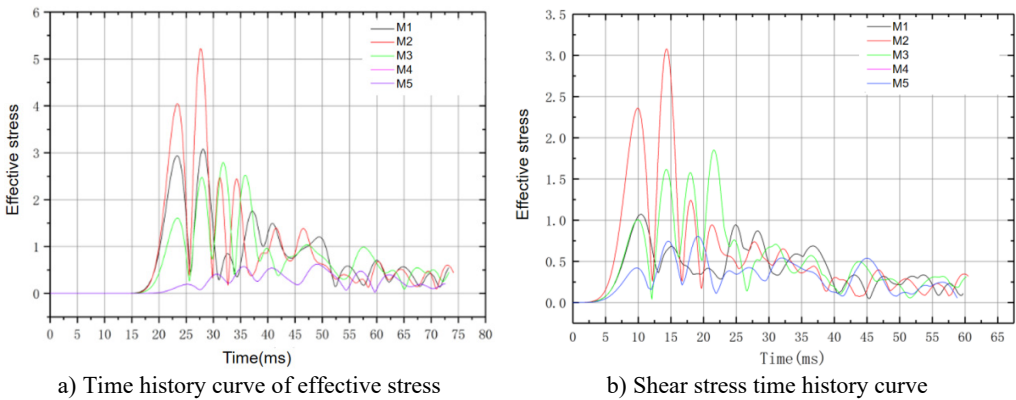 6
5
4
3
2
1
0
Effective stress
M1
M2
M3
M4
M5
0 5 10 15 20 25 30 35 40 45 50 55 60 65 70 75 80
Time(ms)
a) Time history curve of effective stress
3.5
3.0
2.5
2.0
1.5
1.0
0.5
0.0
Effective stress
M1
M2
M3
M4
M5
0 5 10 15 20 25 30 35 40 45 50 55 60 65
Time(ms)
b) Shear stress time history curve